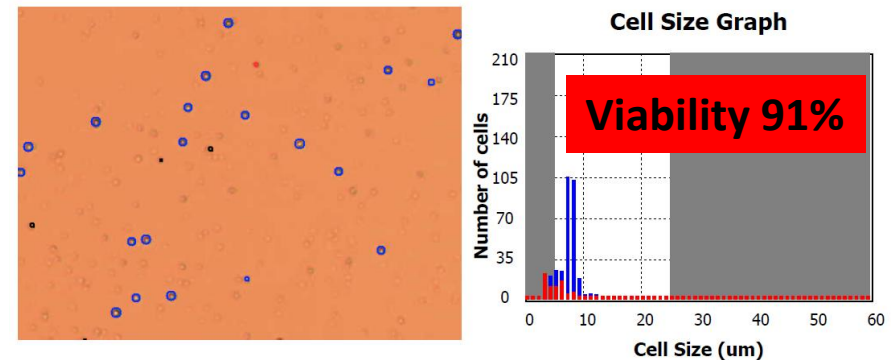 Cell Size Graph
Viability 91%
Number of cells
210
175
140
105
70
35
0
0 10 20 30 40 50 60
Cell Size (um)